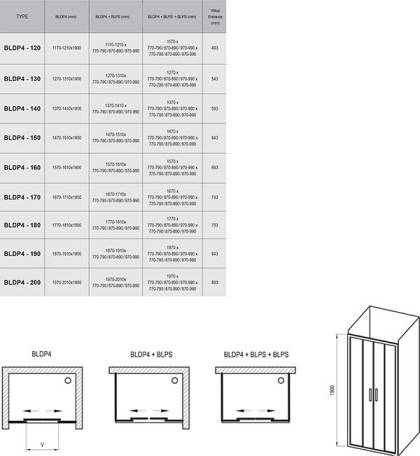 TYPE BLDP4 (mm) BLDP4 + BLPS (mm) BLDP4 + BLPS + BLPS (mm) Vstup Entrance (mm)
BLDP4 - 120 1170-1210x1900 1170-1210 x 770-790/870-890/970-990 1170 x 770-790/870-890/970-990 x 770-790/870-890/970-990 493
BLDP4 - 130 1270-1310x1900 1270-1310x 770-790/870-890/970-990 1270 x 770-790/870-890/970-990 x 770-790/870-890/970-990 543
BLDP4 - 140 1370-1410x1900 1370-1410 x 770-790/870-890/970-990 1370 x 770-790/870-890/970-990 x 770-790/870-890/970-990 593
BLDP4 - 150 1470-1510x1900 1470-1510x 770-790/870-890/970-990 1470 x 770-790/870-890/970-990 x 770-790/870-890/970-990 643
BLDP4 - 160 1570-1610x1900 1570-1610x 770-790/870-890/970-990 1570 x 770-790/870-890/970-990 x 770-790/870-890/970-990 693
BLDP4 - 170 1670-1710x1900 1670-1710x 770-790/870-890/970-990 1670 x 770-790/870-890/970-990 x 770-790/870-890/970-990 743
BLDP4 - 180 1770-1810x1900 1770-1810x 770-790/870-890/970-990 1770 x 770-790/870-890/970-990 x 770-790/870-890/970-990 793
BLDP4 - 190 1870-1910x1900 1870-1910x 770-790/870-890/970-990 1870 x 770-790/870-890/970-990 x 770-790/870-890/970-990 843
BLDP4 - 200 1970-2010x1900 1970-2010x 770-790/870-890/970-990 1970 x 770-790/870-890/970-990 x 770-790/870-890/970-990 893
BLDP4 BLDP4 + BLPS BLDP4 + BLPS + BLPS
1900
V